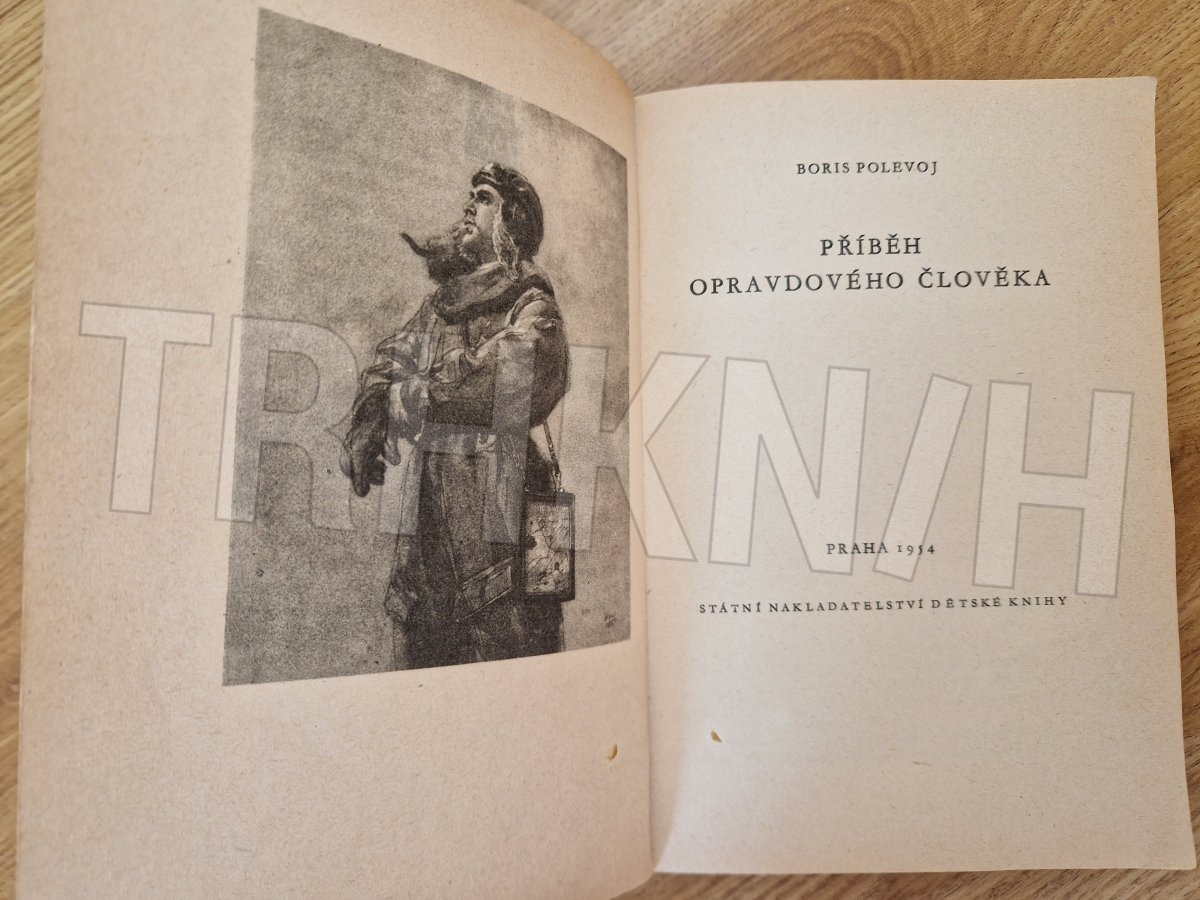 BORIS POLEVOJ
PŘÍBĚH
OPRAVDOVÉHO ČLOVĚKA
PRAHA 1954
STÁTNÍ NAKLADATELSTVÍ DĚTSKÉ KNIHY